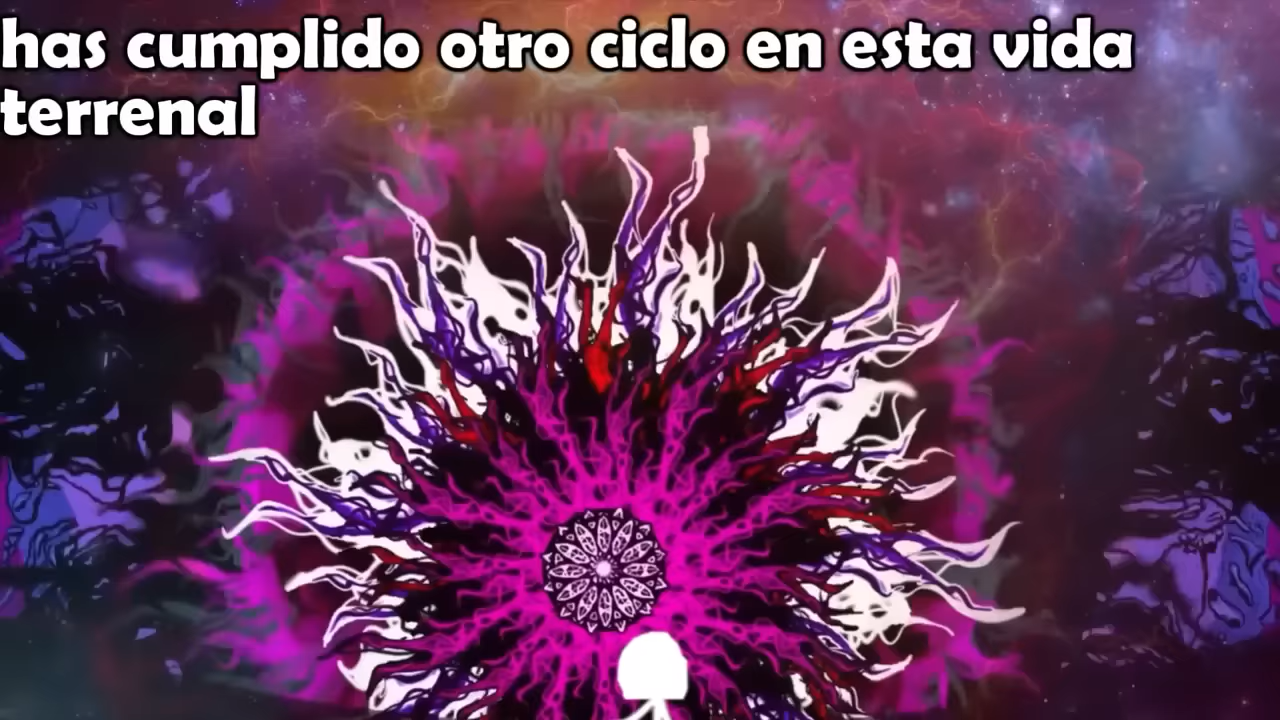 has cumplido otro ciclo en esta vida
terrenal